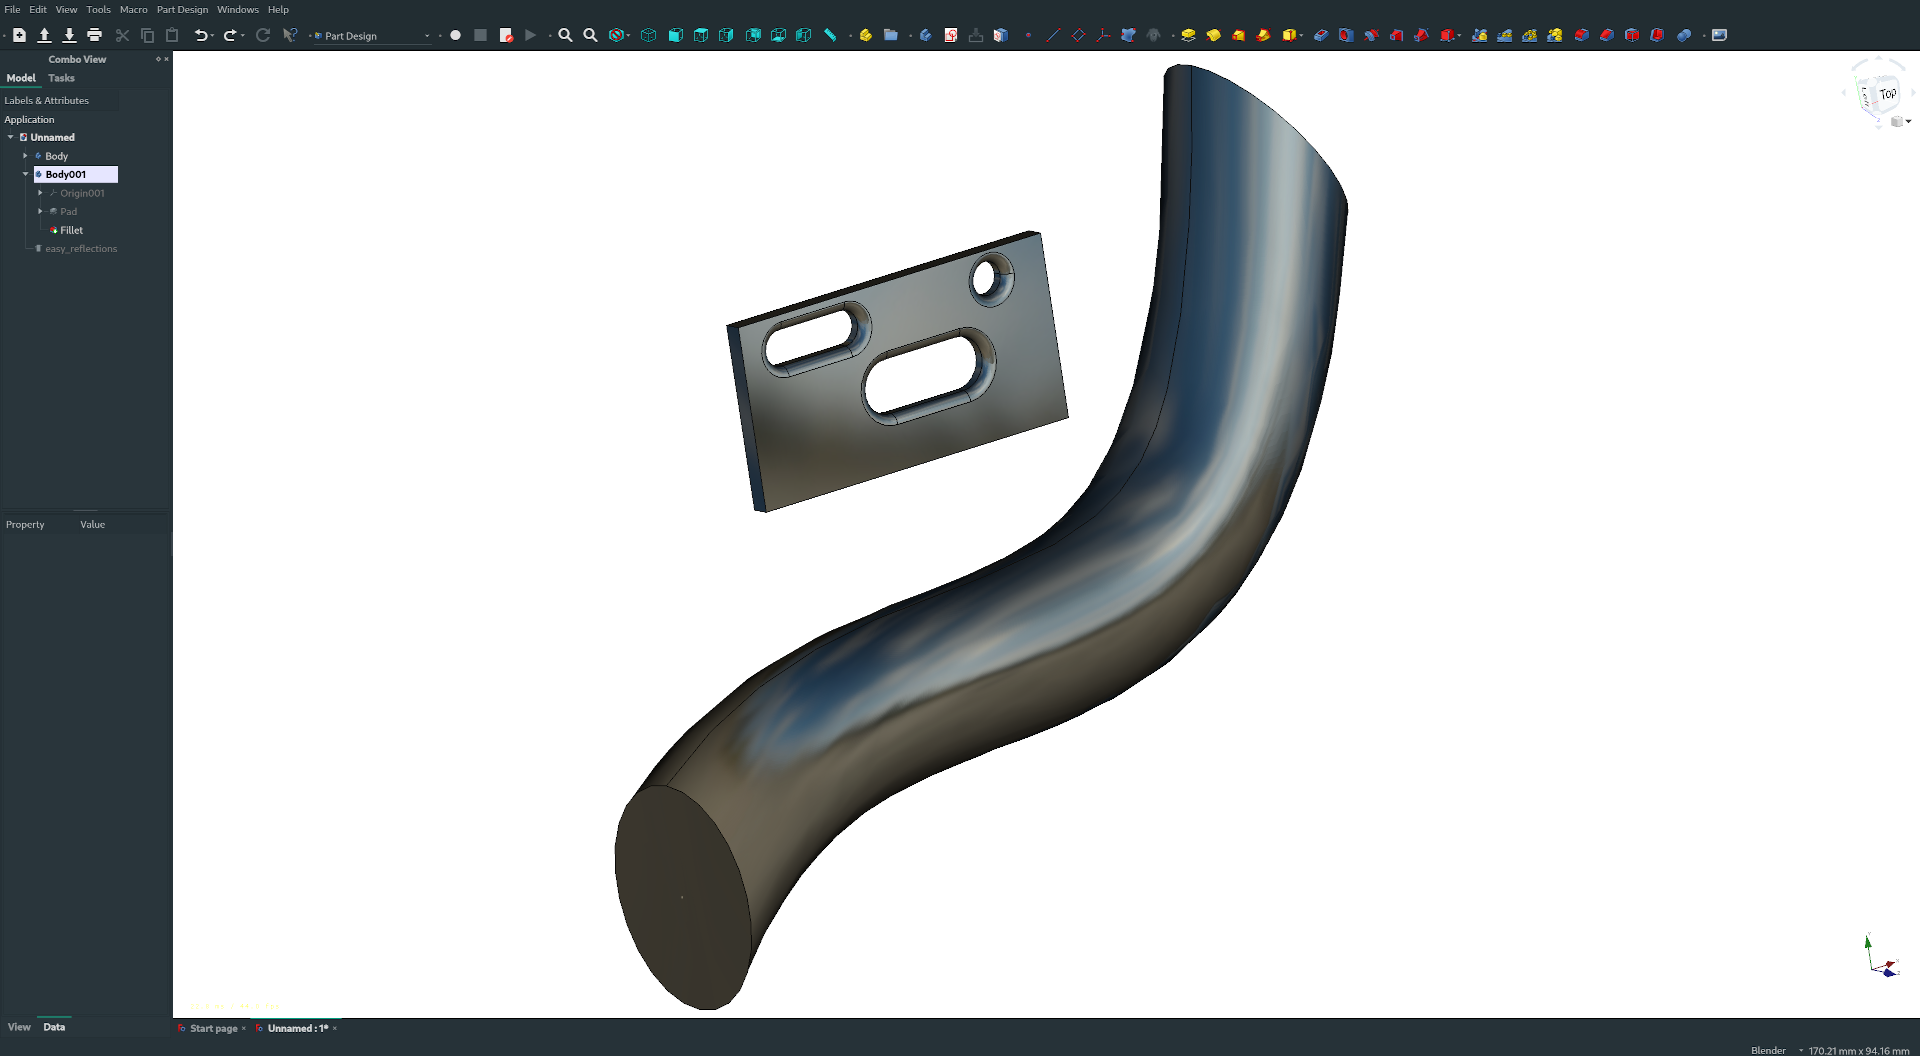 File Edit View Tools Macro Part Design Windows Help
Part Design
Combo View
Model Tasks
Labels & Attributes
Application
Unnamed
Body
Body001
Origin001
Pad
Fillet
easy_reflections
Property Value
Top
View Data
Start page
Unnamed : 1*
Blender 170.21 mm x 94.16 mm